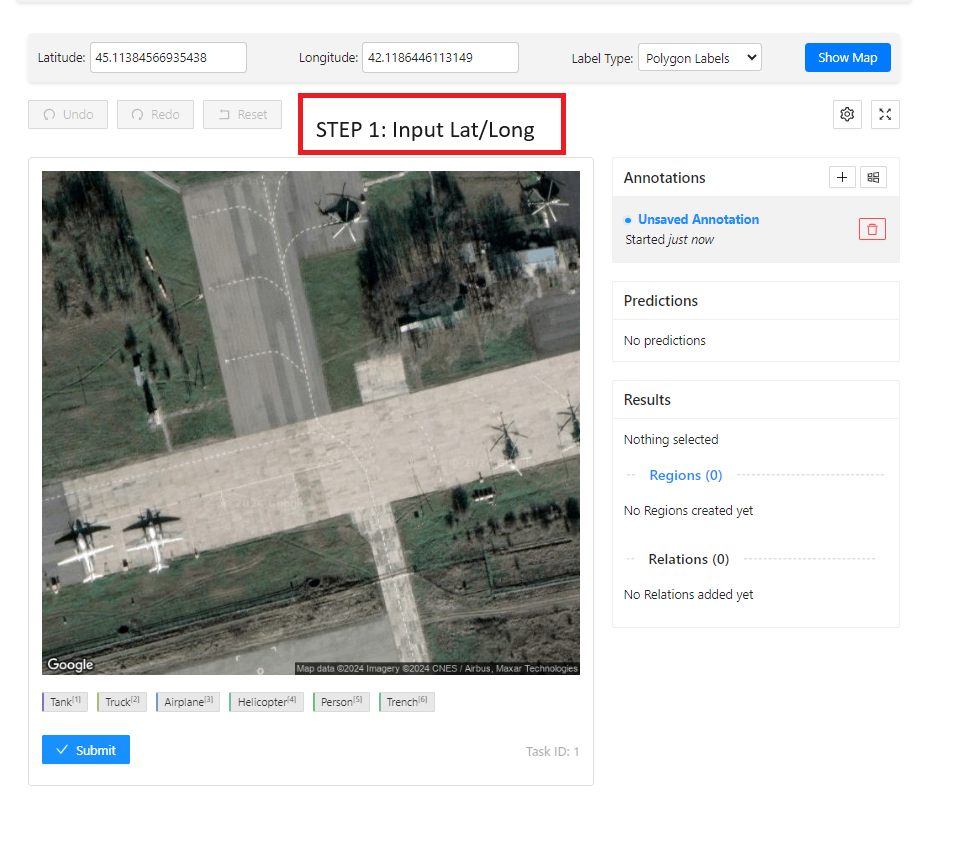 Latitude: 45.11384566935438 Longitude: 42.1186446113149 Label Type: Polygon Labels Show Map
Undo Redo Reset
STEP 1: Input Lat/Long
Annotations
Unsaved Annotation
Started just now
Predictions
No predictions
Results
Nothing selected
Regions (0)
No Regions created yet
Relations (0)
No Relations added yet
Google
Map data ©2024 Imagery ©2024 CNES / Airbus, Maxar Technologies
Tank[1] Truck[2] Airplane[3] Helicopter[4] Person[5] Trench[6]
Submit
Task ID: 1